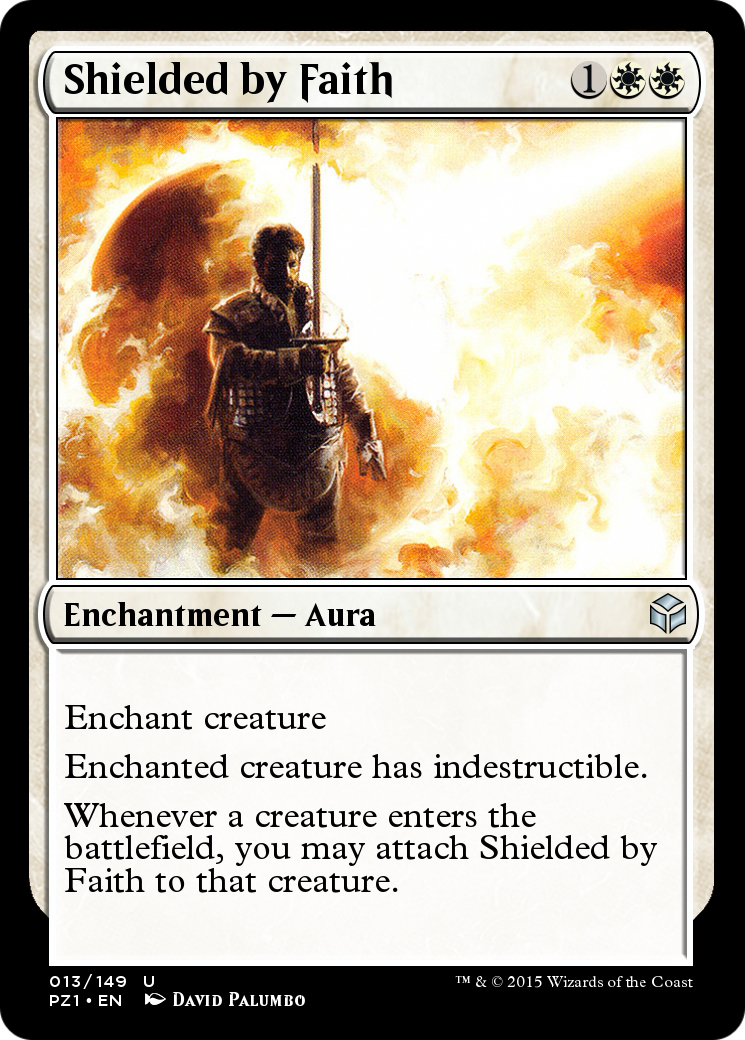 Shielded by Faith 1
Enchantment — Aura
Enchant creature
Enchanted creature has indestructible.
Whenever a creature enters the
battlefield, you may attach Shielded by
Faith to that creature.
013/149 U
PZ1 • EN David Palumbo
™ & © 2015 Wizards of the Coast